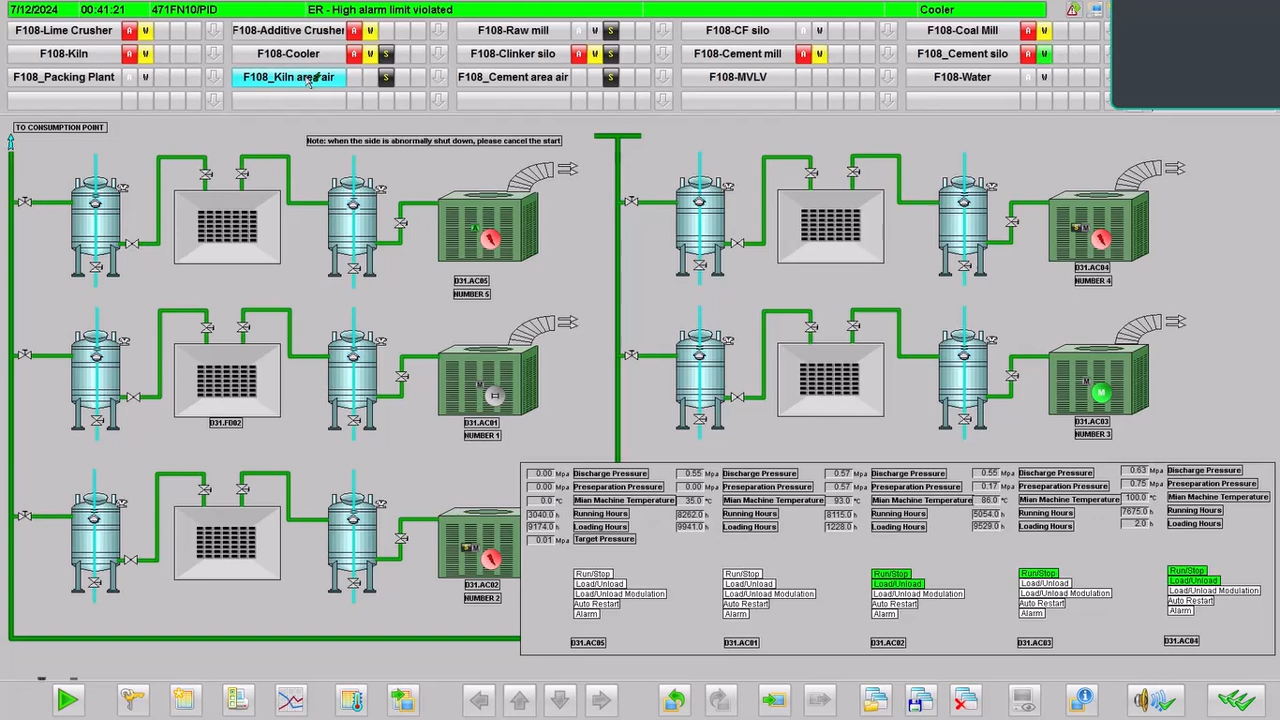 7/12/2024 00:41:21 471FN10/PID ER - High alarm limit violated Cooler
F108-Lime Crusher A W F108-Additive Crusher A W F108-Raw mill A W S F108-CF silo A W F108-Coal Mill A W
F108-Kiln A W F108-Cooler A W S F108-Clinker silo A W S F108-Cement mill A W F108_Cement silo A W
F108_Packing Plant A W F108_Kiln area air S F108_Cement area air S F108-MVLV F108-Water A W
TO CONSUMPTION POINT
Note: when the side is abnormally shut down, please cancel the start
D31.AC05
NUMBER 5
D31.AC04
NUMBER 4
D31.FD02
D31.AC01
NUMBER 1
D31.AC03
NUMBER 3
D31.AC02
NUMBER 2
0.00 Mpa Discharge Pressure 0.55 Mpa Discharge Pressure 0.57 Mpa Discharge Pressure 0.55 Mpa Discharge Pressure 0.63 Mpa Discharge Pressure
0.00 Mpa Preseparation Pressure 0.00 Mpa Preseparation Pressure 0.57 Mpa Preseparation Pressure 0.17 Mpa Preseparation Pressure 0.75 Mpa Preseparation Pressure
0.0 °C Mian Machine Temperature 35.0 °C Mian Machine Temperature 93.0 °C Mian Machine Temperature 86.0 °C Mian Machine Temperature 100.0 °C Mian Machine Temperature
3040.0 h Running Hours 8262.0 h Running Hours 8115.0 h Running Hours 5054.0 h Running Hours 7675.0 h Running Hours
9174.0 h Loading Hours 9941.0 h Loading Hours 1228.0 h Loading Hours 9529.0 h Loading Hours 2.0 h Loading Hours
0.01 Mpa Target Pressure
Run/Stop Run/Stop Run/Stop Run/Stop Run/Stop
Load/Unload Load/Unload Load/Unload Load/Unload Load/Unload
Load/Unload Modulation Load/Unload Modulation Load/Unload Modulation Load/Unload Modulation Load/Unload Modulation
Auto Restart Auto Restart Auto Restart Auto Restart Auto Restart
Alarm Alarm Alarm Alarm Alarm
D31.AC05 D31.AC01 D31.AC02 D31.AC03 D31.AC04